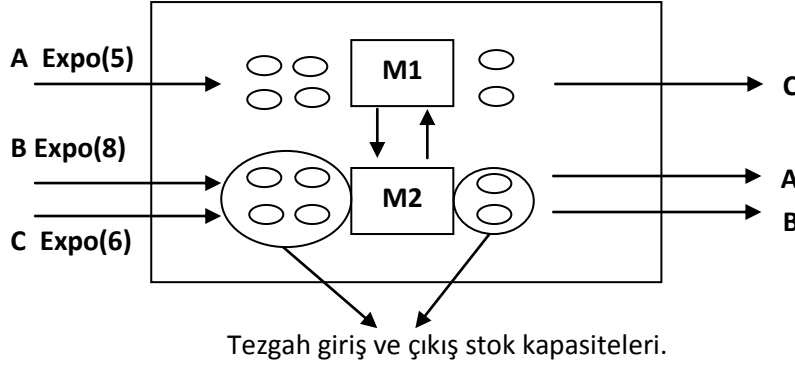 A Expo(5)
M1
C
B Expo(8)
M2
A
B
C Expo(6)
Tezgah giriş ve çıkış stok kapasiteleri.